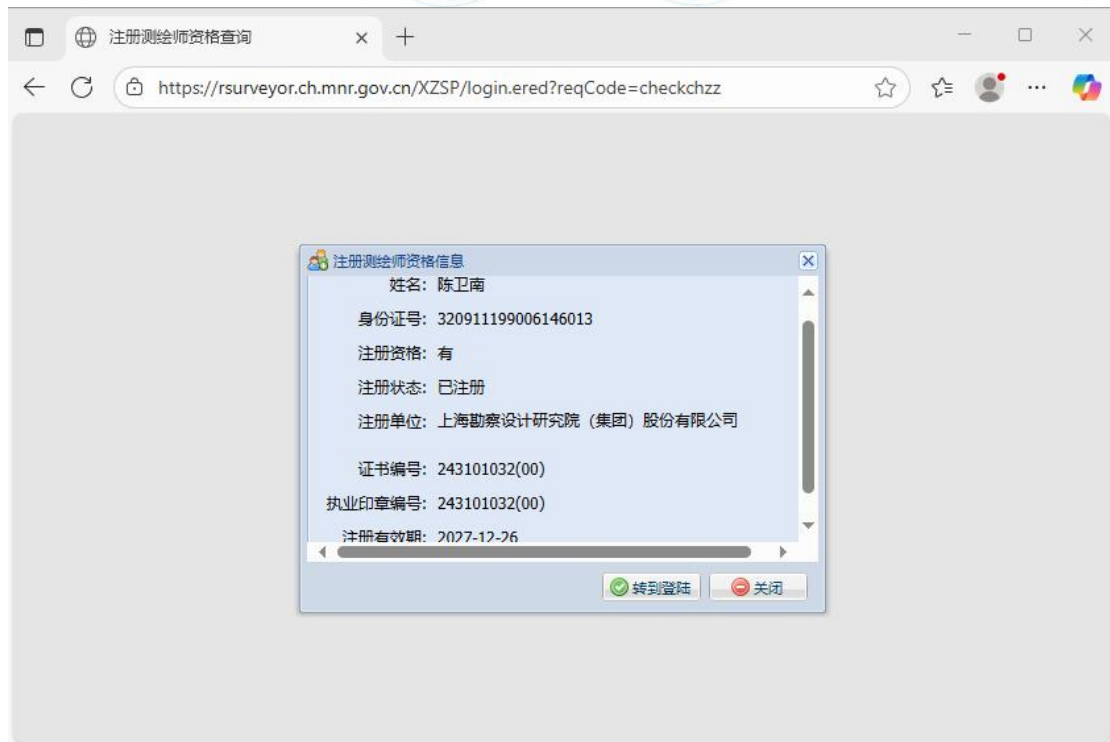 注册测绘师资格查询
https://rsurveyor.ch.mnr.gov.cn/XZSP/login.ered?reqCode=checkchzz
注册测绘师资格信息
姓名: 陈卫南
身份证号: 320911199006146013
注册资格: 有
注册状态: 已注册
注册单位: 上海勘察设计研究院（集团）股份有限公司
证书编号: 243101032(00)
执业印章编号: 243101032(00)
注册有效期: 2027-12-26
转到登陆 关闭